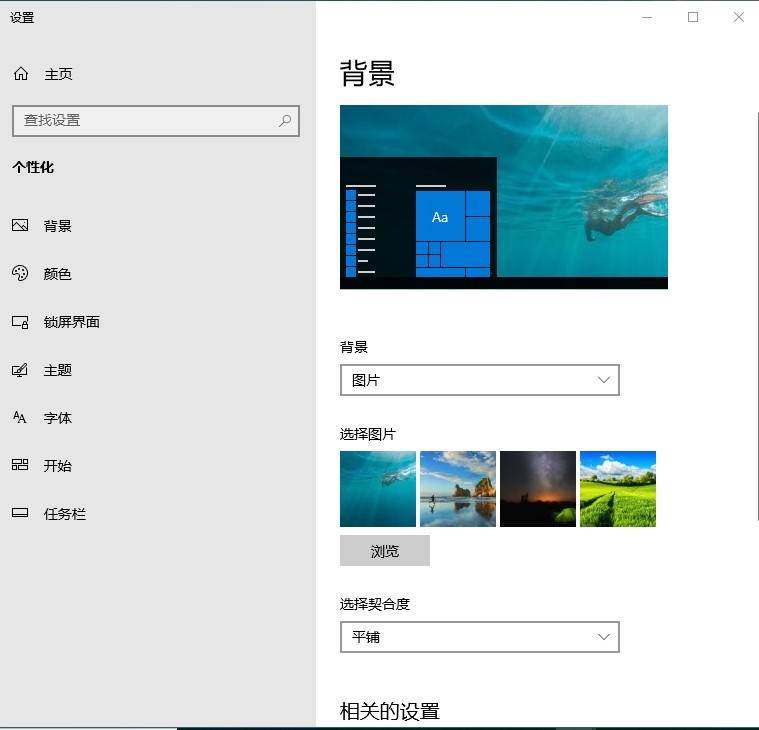 设置
主页
查找设置
个性化
背景
颜色
锁屏界面
主题
字体
开始
任务栏
背景
Aa
背景
图片
选择图片
浏览
选择契合度
平铺
相关的设置